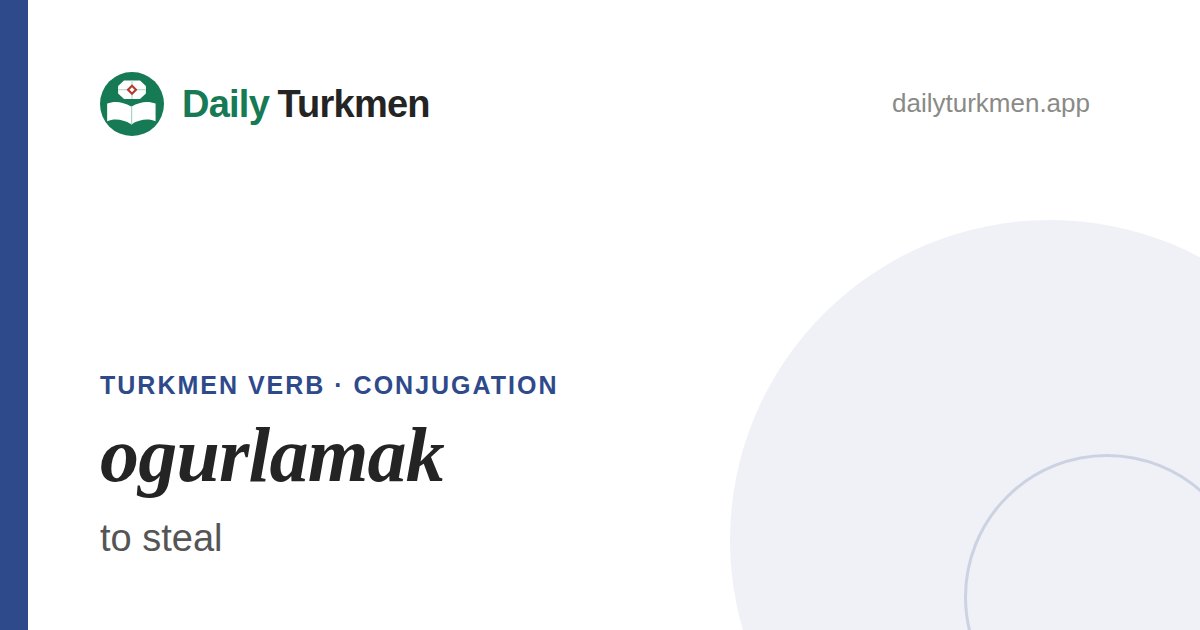 Daily Turkmen
dailyturkmen.app
TURKMEN VERB · CONJUGATION
ogurlamak
to steal